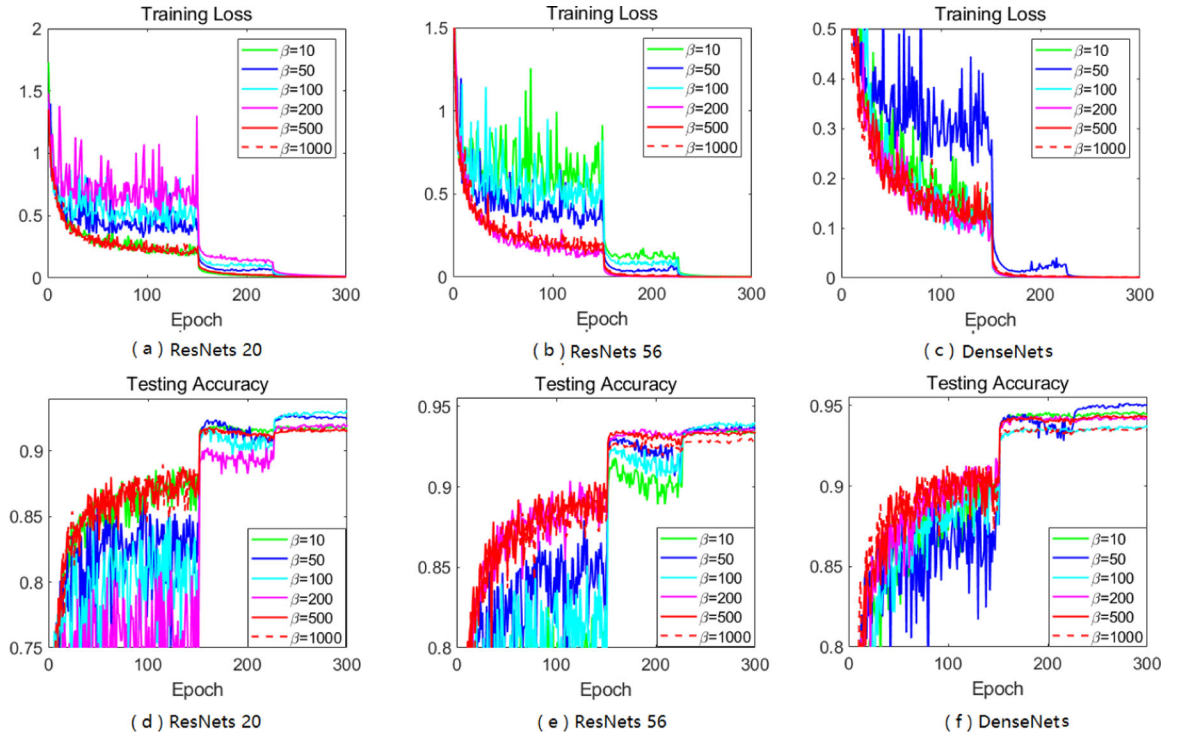 Training Loss
2
1.5
1
0.5
0
0 100 200 300
Epoch
β=10
β=50
β=100
β=200
β=500
β=1000
( a ) ResNets 20
Training Loss
1.5
1
0.5
0
0 100 200 300
Epoch
β=10
β=50
β=100
β=200
β=500
β=1000
( b ) ResNets 56
Training Loss
0.5
0.4
0.3
0.2
0.1
0
0 100 200 300
Epoch
β=10
β=50
β=100
β=200
β=500
β=1000
( c ) DenseNets
Testing Accuracy
0.9
0.85
0.8
0.75
0 100 200 300
Epoch
β=10
β=50
β=100
β=200
β=500
β=1000
( d ) ResNets 20
Testing Accuracy
0.95
0.9
0.85
0.8
0 100 200 300
Epoch
β=10
β=50
β=100
β=200
β=500
β=1000
( e ) ResNets 56
Testing Accuracy
0.95
0.9
0.85
0.8
0 100 200 300
Epoch
β=10
β=50
β=100
β=200
β=500
β=1000
( f ) DenseNets